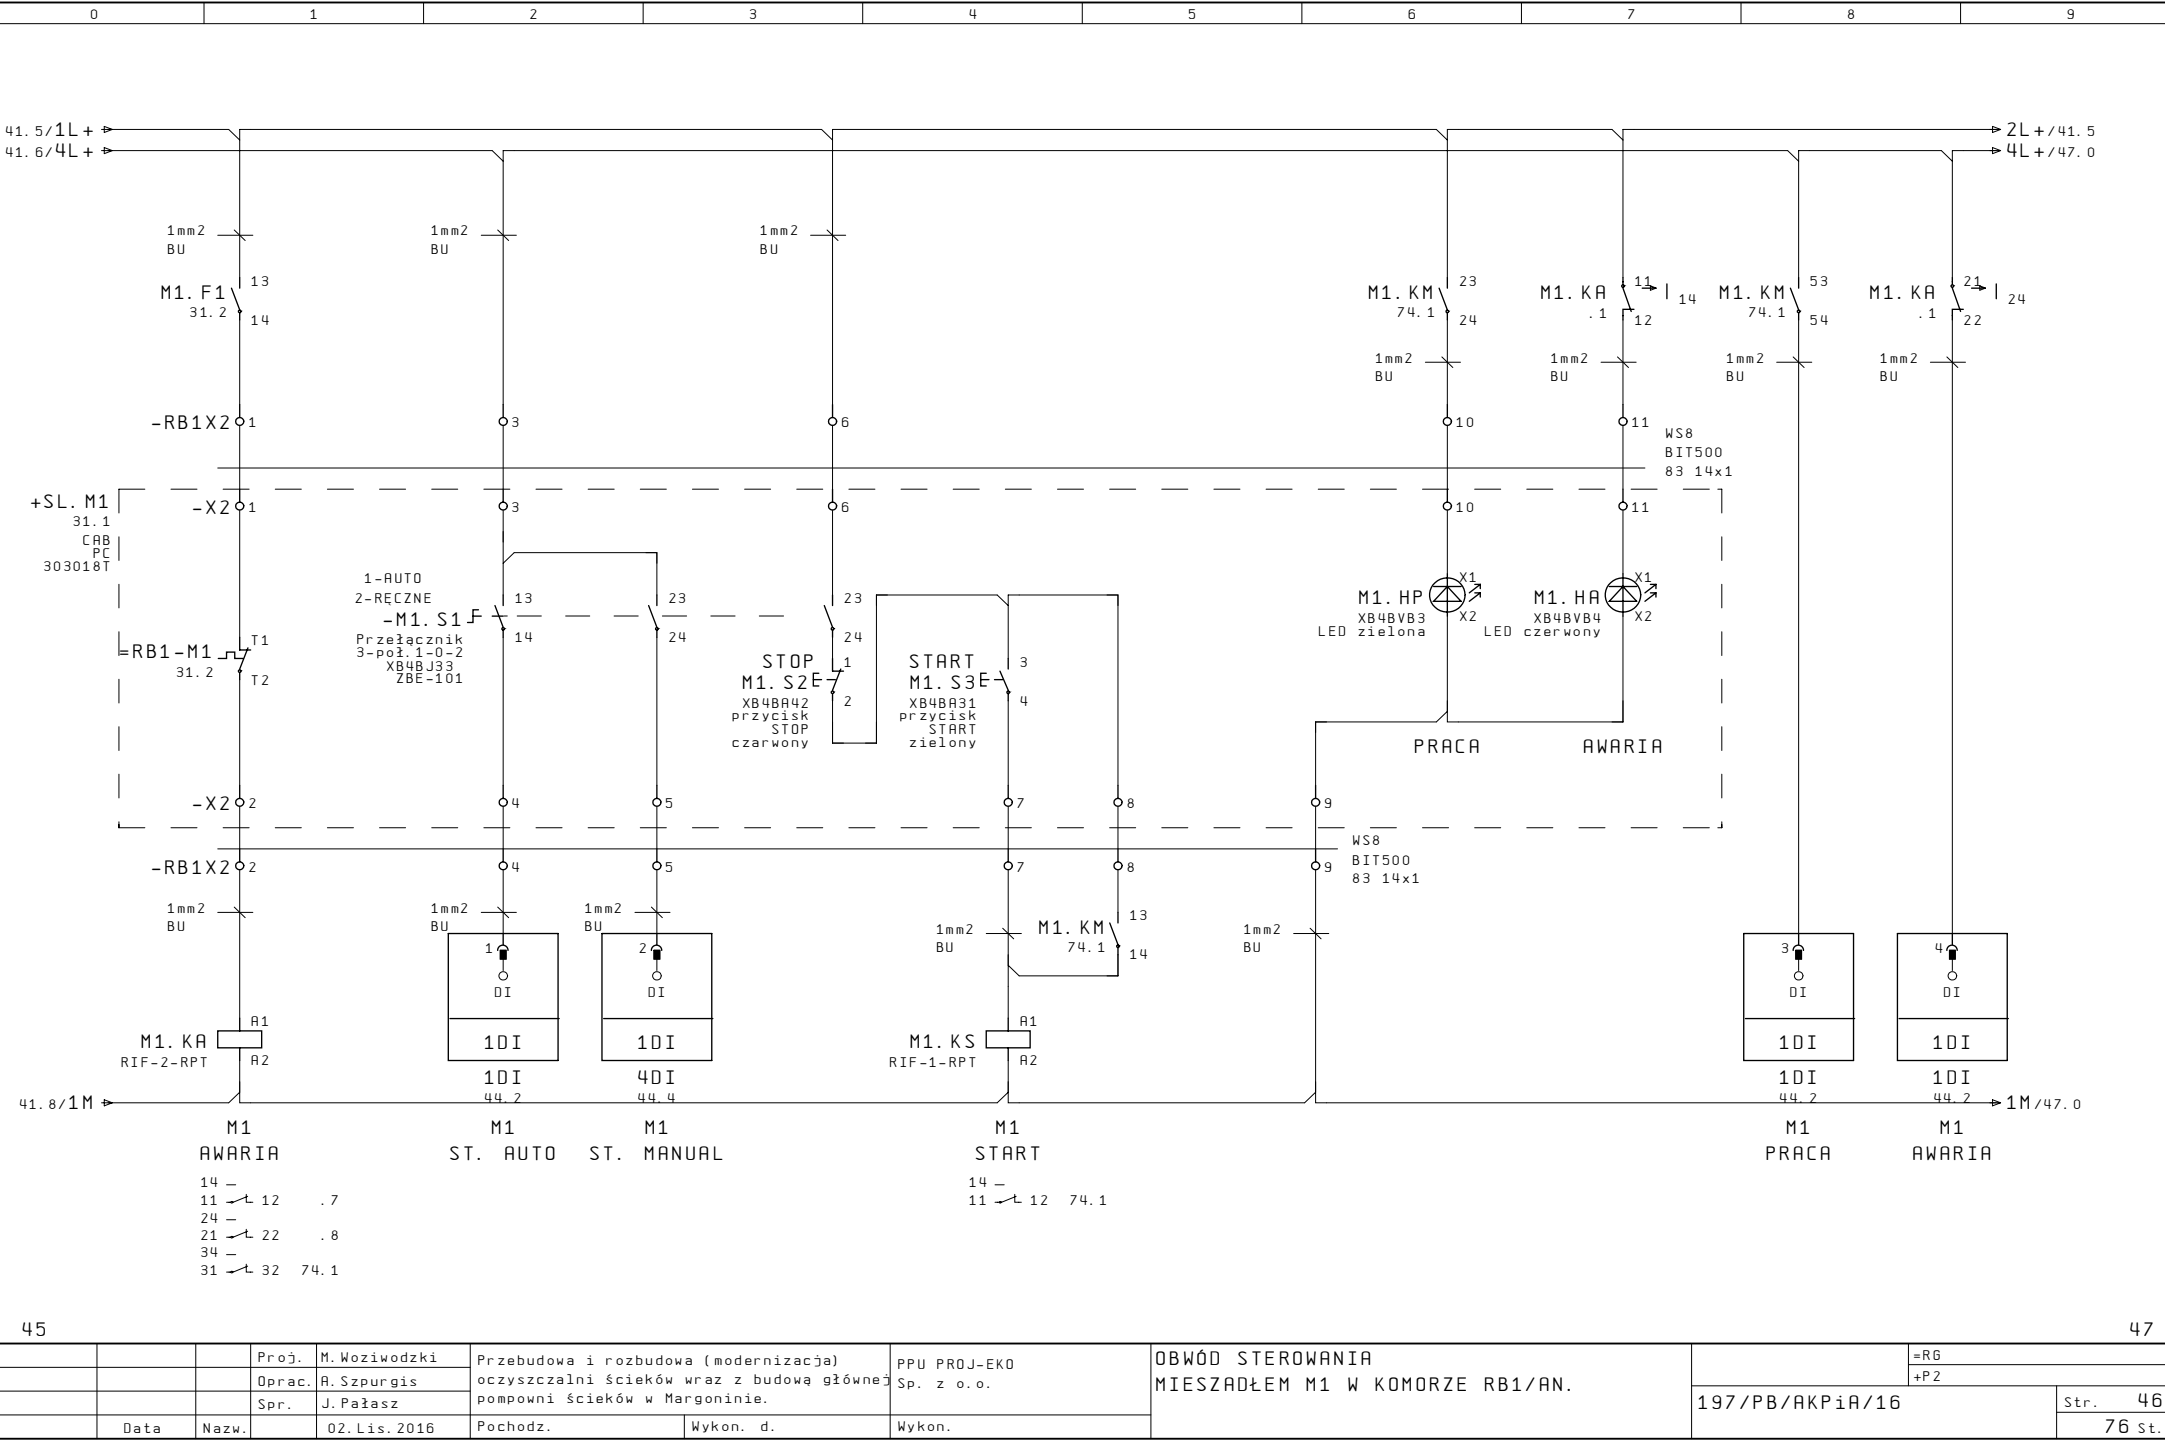 0 1 2 3 4 5 6 7 8 9
41.5/1L+ 2L+/41.5
41.6/4L+ 4L+/47.0
1mm2 1mm2 1mm2
BU BU BU
13 23 11 53 21
M1.F1 M1.KM M1.KA 14 M1.KM M1.KA 24
31.2 74.1 .1 74.1 .1
14 24 12 54 22
1mm2 1mm2 1mm2 1mm2
BU BU BU BU
-RB1X2 1 3 6 10 11
WS8
BIT500
83 14x1
+SL.M1 -X2 1 3 6 10 11
31.1
CAB
PC
303018T
1-AUTO X1 X1
2-RĘCZNE 13 23 23 M1.HP M1.HA
-M1.S1 XB4BVB3 X2 XB4BVB4 X2
14 24 24 LED zielona LED czerwony
Przełącznik
3-poł.1-0-2
XB4BJ33
ZBE-101
=RB1-M1 T1
31.2 T2
STOP 1 START 3
M1.S2 M1.S3
XB4BA42 2 XB4BA31 4
przycisk przycisk
STOP START
czarwony zielony
PRACA AWARIA
-X2 2 4 5 7 8 9
WS8
BIT500
83 14x1
-RB1X2 2 4 5 7 8 9
1mm2 1mm2 1mm2
BU BU BU
1mm2 M1.KM 13 1mm2
BU 74.1 14 BU
1 2 3 4
DI DI DI DI
A1 A1
M1.KA 1DI 1DI M1.KS 1DI 1DI
RIF-2-RPT A2 RIF-1-RPT A2
1DI 4DI 1DI 1DI
44.2 44.4 44.2 44.2
41.8/1M 1M/47.0
M1 M1 M1 M1 M1 M1
AWARIA ST. AUTO ST. MANUAL START PRACA AWARIA
14 14
11 12 .7 11 12 74.1
24
21 22 .8
34
31 32 74.1
45 47
Proj. M.Woziwodzki
Oprac. A.Szpurgis
Spr. J.Pałasz
Data Nazw. 02.Lis.2016
Przebudowa i rozbudowa (modernizacja)
oczyszczalni ścieków wraz z budową głównej
pompowni ścieków w Margoninie.
Pochodz. Wykon. d. Wykon.
PPU PROJ-EKO
Sp. z o.o.
OBWÓD STEROWANIA
MIESZADŁEM M1 W KOMORZE RB1/AN.
=RG
+P2
197/PB/AKPiA/16 Str. 46
76 St.